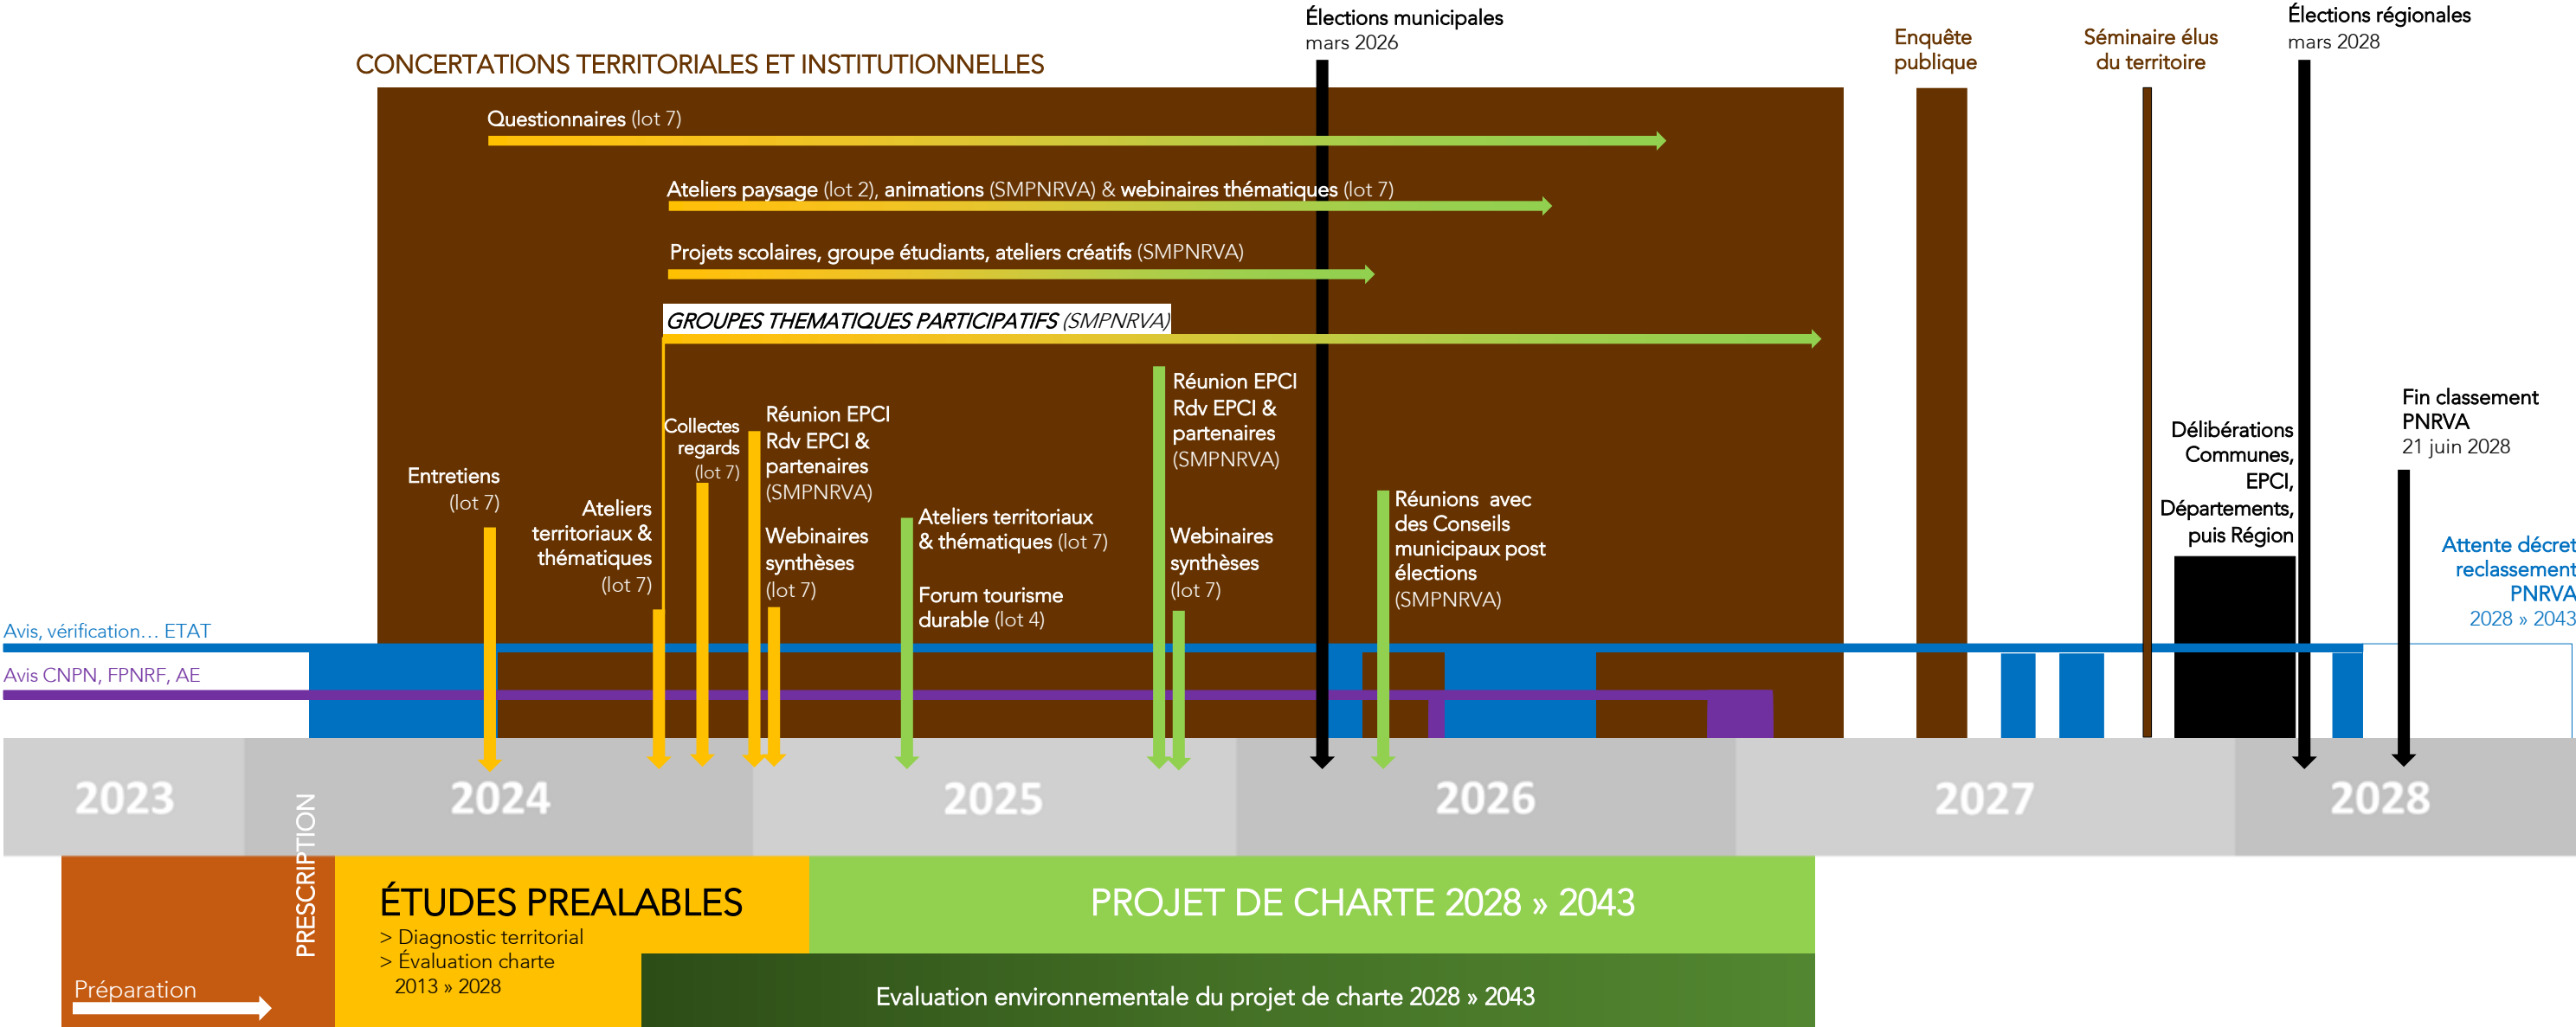 Élections municipales
mars 2026
Élections régionales
mars 2028
Enquête
publique
Séminaire élus
du territoire
CONCERTATIONS TERRITORIALES ET INSTITUTIONNELLES
Questionnaires (lot 7)
Ateliers paysage (lot 2), animations (SMPNRVA) & webinaires thématiques (lot 7)
Projets scolaires, groupe étudiants, ateliers créatifs (SMPNRVA)
GROUPES THEMATIQUES PARTICIPATIFS (SMPNRVA)
Entretiens
(lot 7)
Ateliers
territoriaux &
thématiques
(lot 7)
Collectes
regards
(lot 7)
Réunion EPCI
Rdv EPCI &
partenaires
(SMPNRVA)
Webinaires
synthèses
(lot 7)
Ateliers territoriaux
& thématiques (lot 7)
Forum tourisme
durable (lot 4)
Réunion EPCI
Rdv EPCI &
partenaires
(SMPNRVA)
Webinaires
synthèses
(lot 7)
Réunions avec
des Conseils
municipaux post
élections
(SMPNRVA)
Délibérations
Communes,
EPCI,
Départements,
puis Région
Fin classement
PNRVA
21 juin 2028
Attente décret
reclassement
PNRVA
2028 » 2043
Avis, vérification... ETAT
Avis CNPN, FPNRF, AE
2023
2024
2025
2026
2027
2028
PRESCRIPTION
Préparation
ÉTUDES PREALABLES
> Diagnostic territorial
> Évaluation charte
2013 » 2028
PROJET DE CHARTE 2028 » 2043
Evaluation environnementale du projet de charte 2028 » 2043